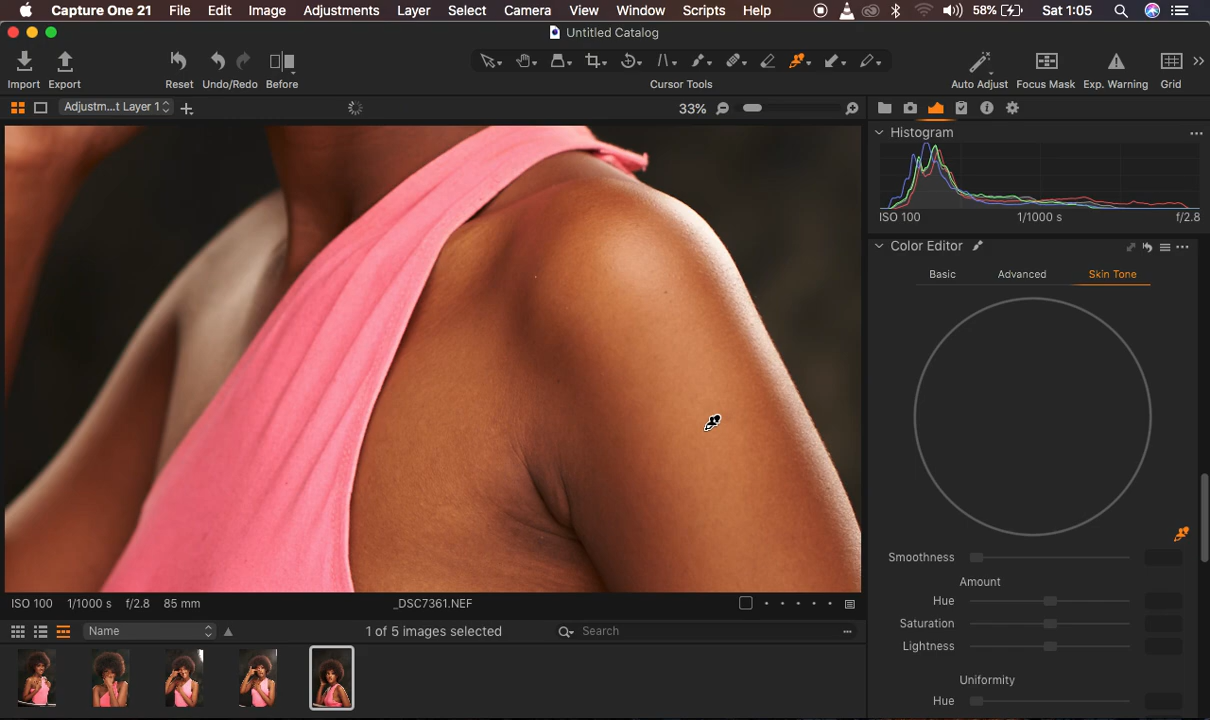 Capture One 21 File Edit Image Adjustments Layer Select Camera View Window Scripts Help 58% Sat 1:05
Untitled Catalog
Import Export Reset Undo/Redo Before Cursor Tools Auto Adjust Focus Mask Exp. Warning Grid
Adjustm...t Layer 1 33%
Histogram
ISO 100 1/1000 s f/2.8
Color Editor
Basic Advanced Skin Tone
Smoothness
Amount
Hue
Saturation
Lightness
Uniformity
Hue
ISO 100 1/1000 s f/2.8 85 mm _DSC7361.NEF
Name 1 of 5 images selected Search